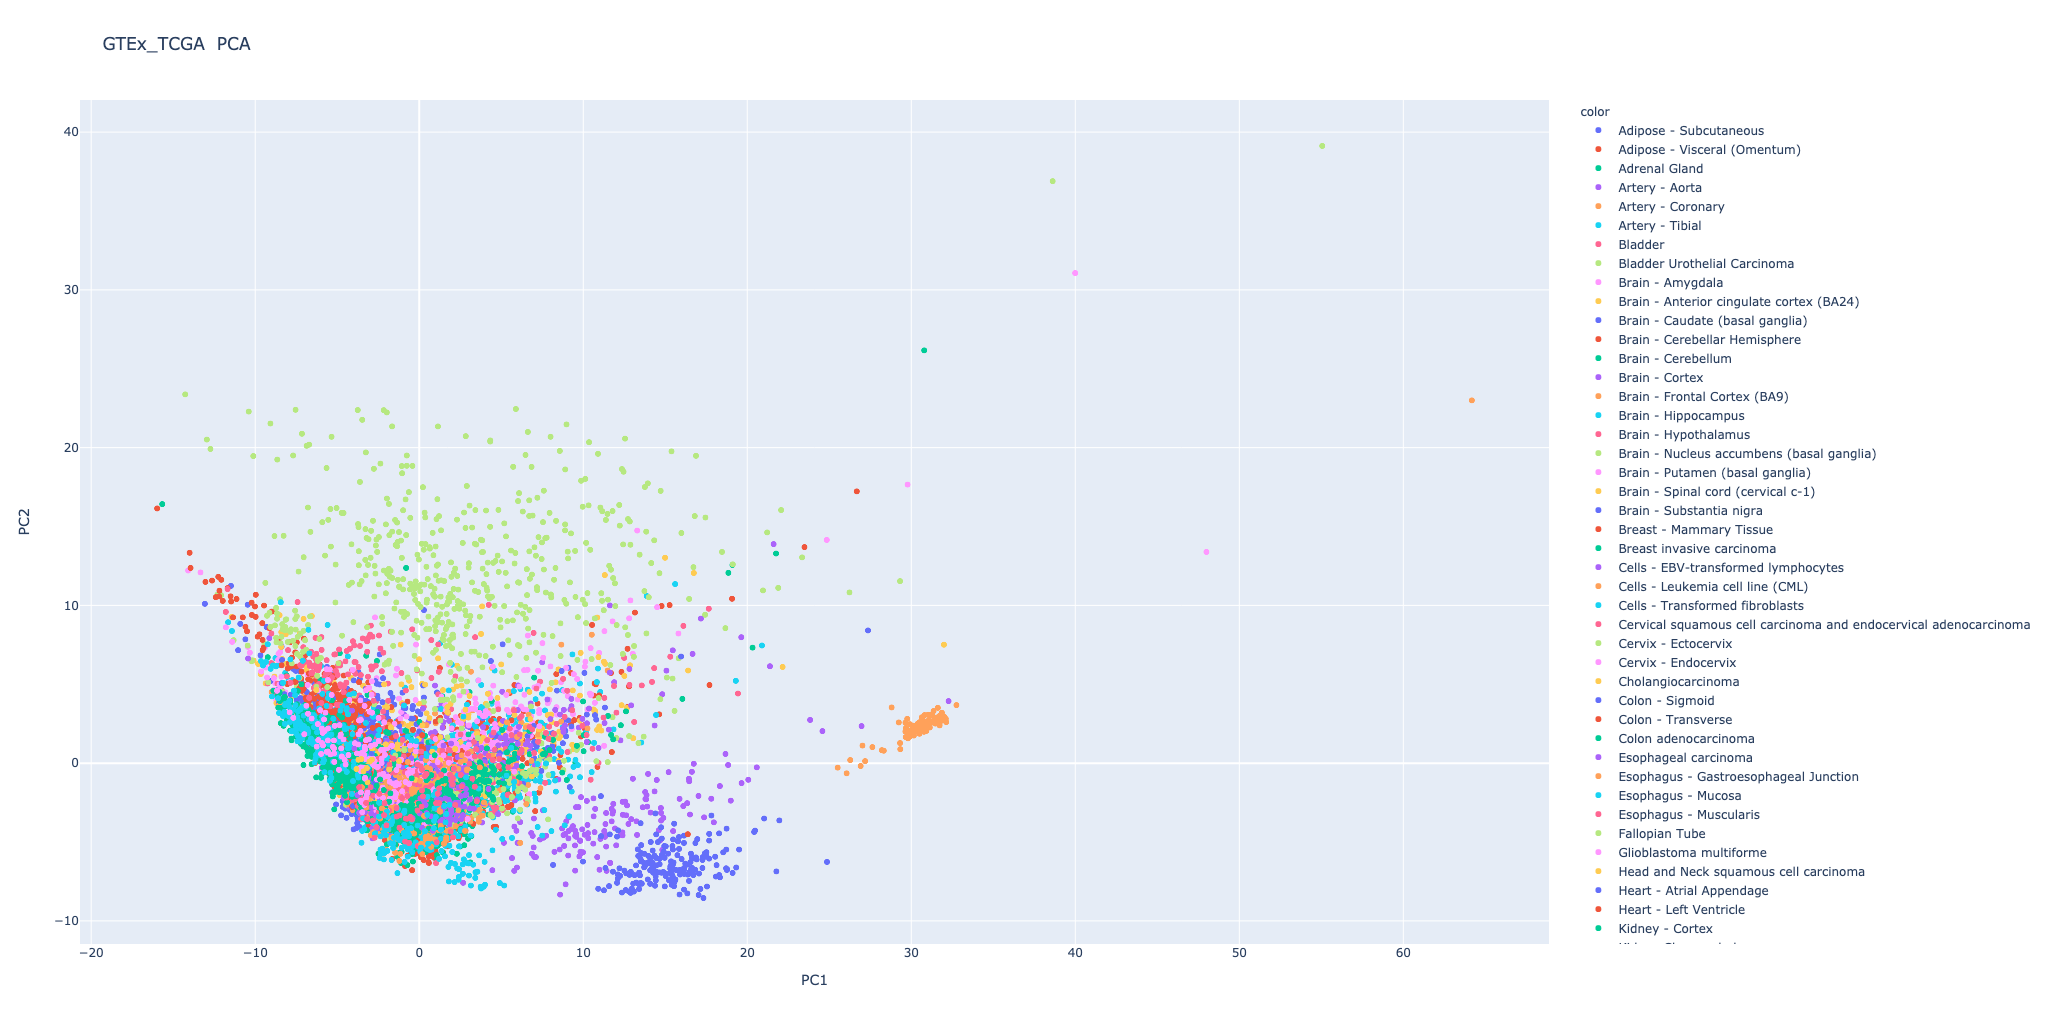 GTEx_TCGA PCA
color
Adipose - Subcutaneous
Adipose - Visceral (Omentum)
Adrenal Gland
Artery - Aorta
Artery - Coronary
Artery - Tibial
Bladder
Bladder Urothelial Carcinoma
Brain - Amygdala
Brain - Anterior cingulate cortex (BA24)
Brain - Caudate (basal ganglia)
Brain - Cerebellar Hemisphere
Brain - Cerebellum
Brain - Cortex
Brain - Frontal Cortex (BA9)
Brain - Hippocampus
Brain - Hypothalamus
Brain - Nucleus accumbens (basal ganglia)
Brain - Putamen (basal ganglia)
Brain - Spinal cord (cervical c-1)
Brain - Substantia nigra
Breast - Mammary Tissue
Breast invasive carcinoma
Cells - EBV-transformed lymphocytes
Cells - Leukemia cell line (CML)
Cells - Transformed fibroblasts
Cervical squamous cell carcinoma and endocervical adenocarcinoma
Cervix - Ectocervix
Cervix - Endocervix
Cholangiocarcinoma
Colon - Sigmoid
Colon - Transverse
Colon adenocarcinoma
Esophageal carcinoma
Esophagus - Gastroesophageal Junction
Esophagus - Mucosa
Esophagus - Muscularis
Fallopian Tube
Glioblastoma multiforme
Head and Neck squamous cell carcinoma
Heart - Atrial Appendage
Heart - Left Ventricle
Kidney - Cortex
40
30
20
10
0
−10
PC2
−20
−10
0
10
20
30
40
50
60
PC1